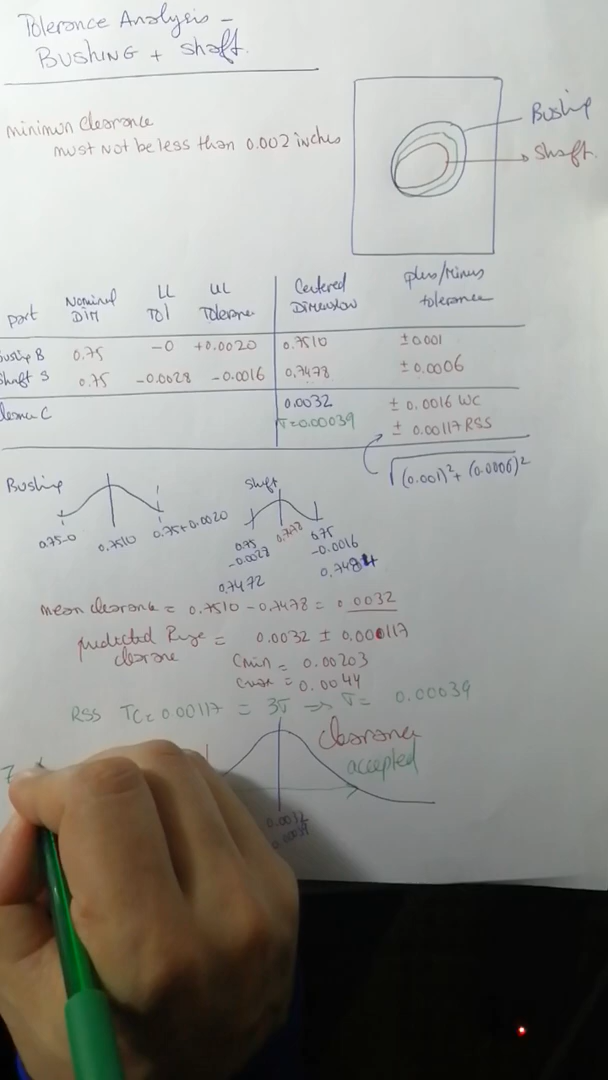 Tolerance Analysis -
BUSHING + shaft.
minimum Clearance
must not be less than 0.002 inches
Bushing
Shaft.
part Nominal DIM LL Tol UL Tolerance Centered Dimension plus/Minus tolerance
B 0.75 -0 +0.0020 0.7510 ±0.001
shaft S 0.75 -0.0028 -0.0016 0.7478 ±0.0006
C 0.0032 ± 0.0016 WC
σ=0.00039 ± 0.00117 RSS
√(0.001)²+(0.0006)²
Bushing
shaft
0.75-0 0.7510 0.75+0.0020
0.75 -0.0028 0.7478 0.75 -0.0016
0.7472 0.7484
mean clearance = 0.7510 - 0.7478 = 0.0032
predicted Range clearance = 0.0032 ± 0.00117
Cmin = 0.00203
Cmax = 0.0044
RSS TC= 0.00117 = 3σ ⇒ σ = 0.00039
clearance
accepted